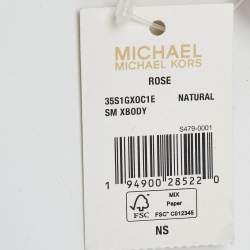 MICHAEL
MICHAEL KORS
ROSE
35S1GXOC1E NATURAL
SM XBODY
S479-0001
1 94900 28522 0
FSC
MIX
Paper
FSC™ C012345
NS